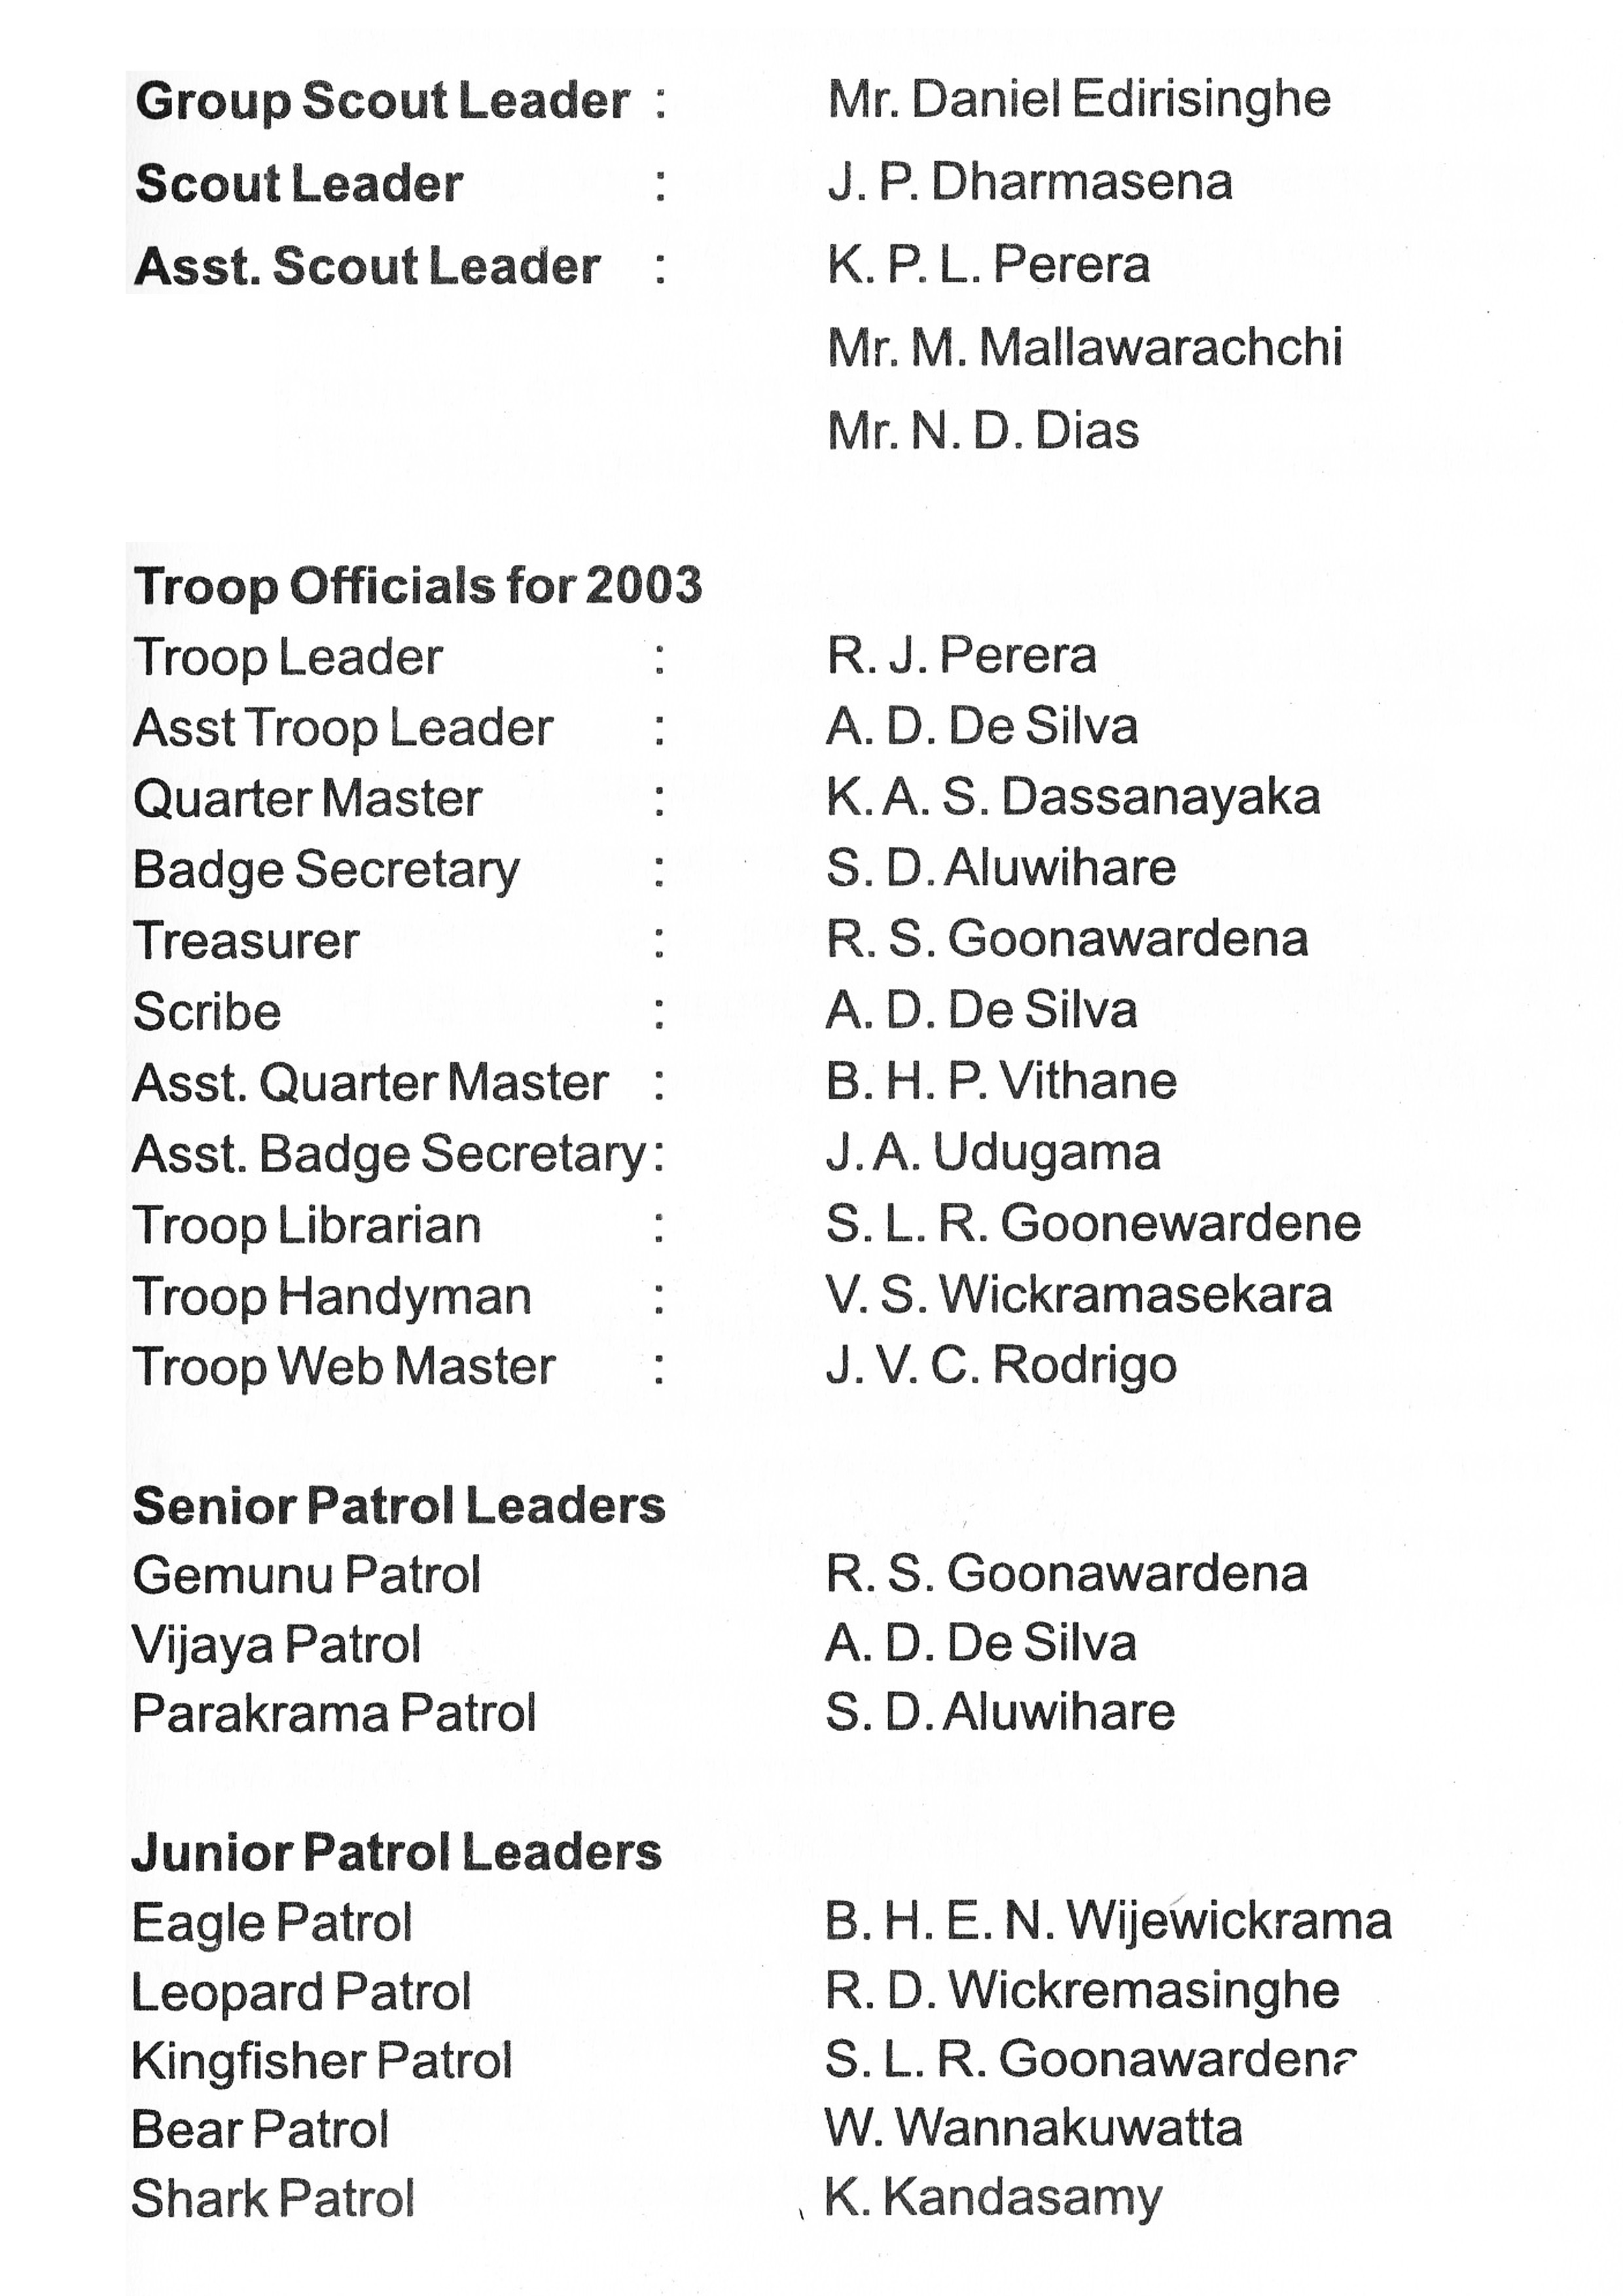 Group Scout Leader : Mr. Daniel Edirisinghe
Scout Leader : J. P. Dharmasena
Asst. Scout Leader : K. P. L. Perera
Mr. M. Mallawarachchi
Mr. N. D. Dias
Troop Officials for 2003
Troop Leader : R. J. Perera
Asst Troop Leader : A. D. De Silva
Quarter Master : K. A. S. Dassanayaka
Badge Secretary : S. D. Aluwihare
Treasurer : R. S. Goonawardena
Scribe : A. D. De Silva
Asst. Quarter Master : B. H. P. Vithane
Asst. Badge Secretary : J. A. Udugama
Troop Librarian : S. L. R. Goonewardene
Troop Handyman : V. S. Wickramasekara
Troop Web Master : J. V. C. Rodrigo
Senior Patrol Leaders
Gemunu Patrol R. S. Goonawardena
Vijaya Patrol A. D. De Silva
Parakrama Patrol S. D. Aluwihare
Junior Patrol Leaders
Eagle Patrol B. H. E. N. Wijewickrama
Leopard Patrol R. D. Wickremasinghe
Kingfisher Patrol S. L. R. Goonawardena
Bear Patrol W. Wannakuwatta
Shark Patrol K. Kandasamy